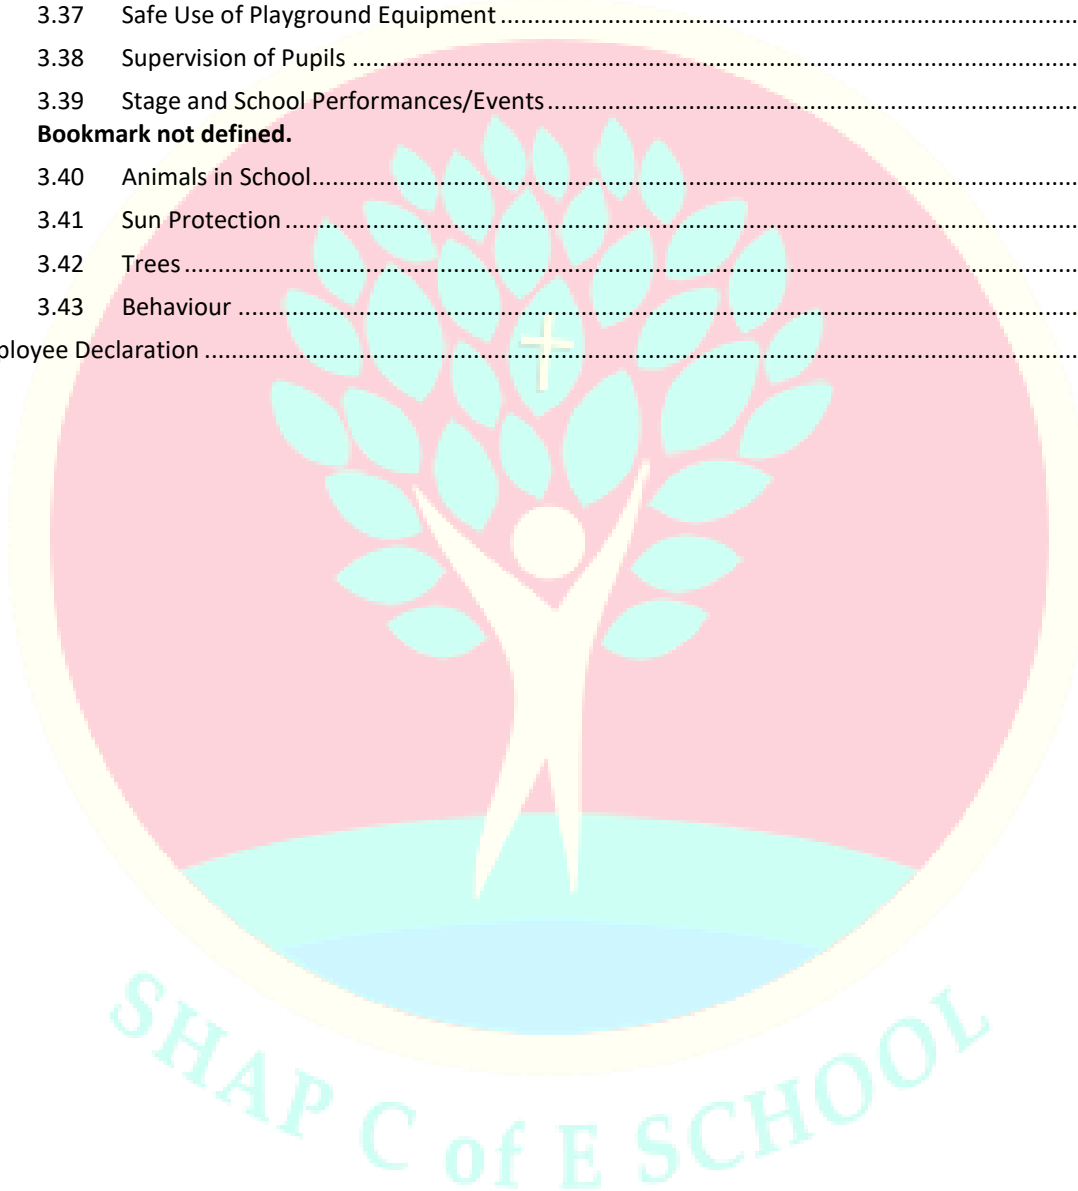 3.37 Safe Use of Playground Equipment
3.38 Supervision of Pupils
3.39 Stage and School Performances/Events
Bookmark not defined.
3.40 Animals in School
3.41 Sun Protection
3.42 Trees
3.43 Behaviour
ployee Declaration
SHAP C of E SCHOOL